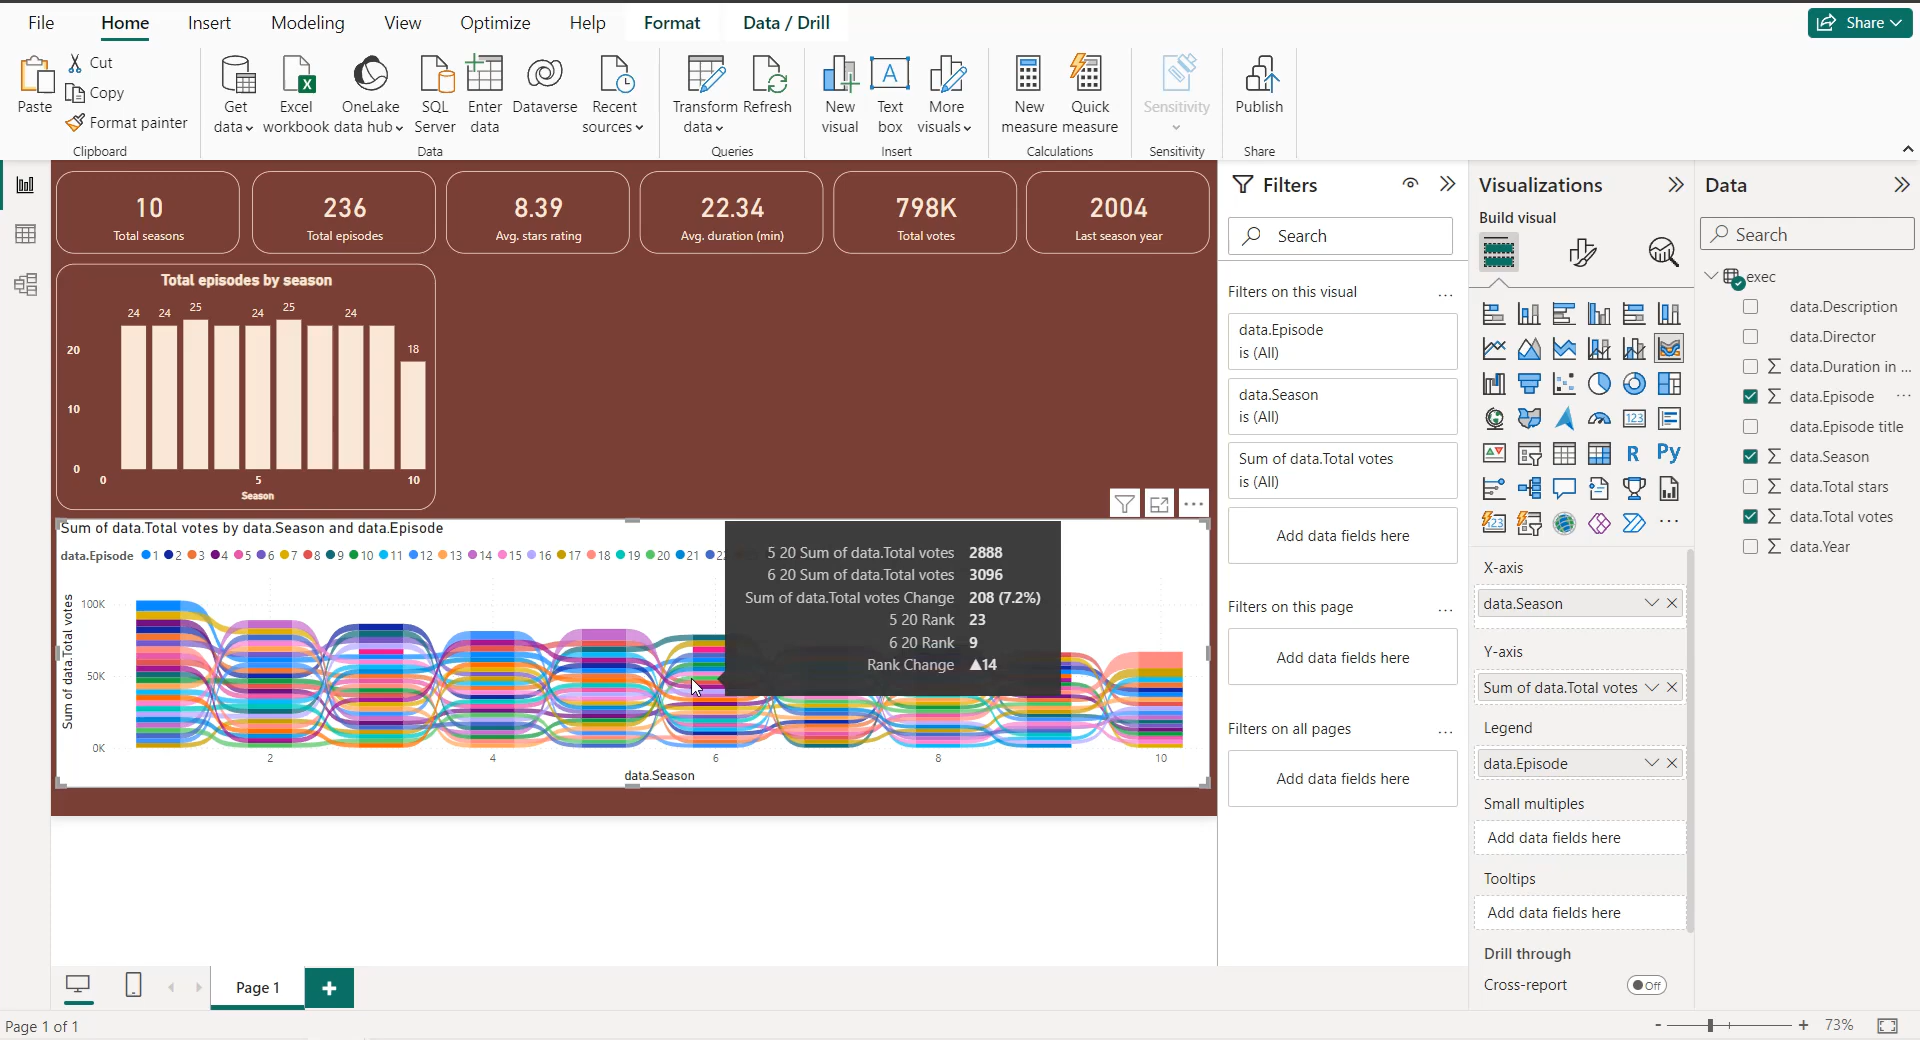 File Home Insert Modeling View Optimize Help Format Data / Drill Share
Paste Cut
Copy
Format painter
Clipboard
Get data Excel workbook OneLake data hub SQL Server Enter data Dataverse Recent sources
Data
Transform data Refresh
Queries
New visual Text box More visuals
Insert
New measure Quick measure
Calculations
Sensitivity
Sensitivity
Publish
Share
10
Total seasons
236
Total episodes
8.39
Avg. stars rating
22.34
Avg. duration (min)
798K
Total votes
2004
Last season year
Total episodes by season
24 24 25 24 25 24 18
20
10
0
0 5 10
Season
Sum of data.Total votes by data.Season and data.Episode
data.Episode 1 2 3 4 5 6 7 8 9 10 11 12 13 14 15 16 17 18 19 20 21
5 20 Sum of data.Total votes 2888
6 20 Sum of data.Total votes 3096
Sum of data.Total votes Change 208 (7.2%)
5 20 Rank 23
6 20 Rank 9
Rank Change ▲14
Sum of data.Total votes
100K
50K
0K
2 4 6 8 10
data.Season
Filters
Search
Filters on this visual ...
data.Episode
is (All)
data.Season
is (All)
Sum of data.Total votes
is (All)
Add data fields here
Filters on this page ...
Add data fields here
Filters on all pages ...
Add data fields here
Visualizations
Build visual
123
R Py
123
...
X-axis
data.Season
Y-axis
Sum of data.Total votes
Legend
data.Episode
Small multiples
Add data fields here
Tooltips
Add data fields here
Drill through
Cross-report Off
Data
Search
exec
data.Description
data.Director
data.Duration in ...
data.Episode ...
data.Episode title
data.Season
data.Total stars
data.Total votes
data.Year
Page 1 +
Page 1 of 1
- + 73%